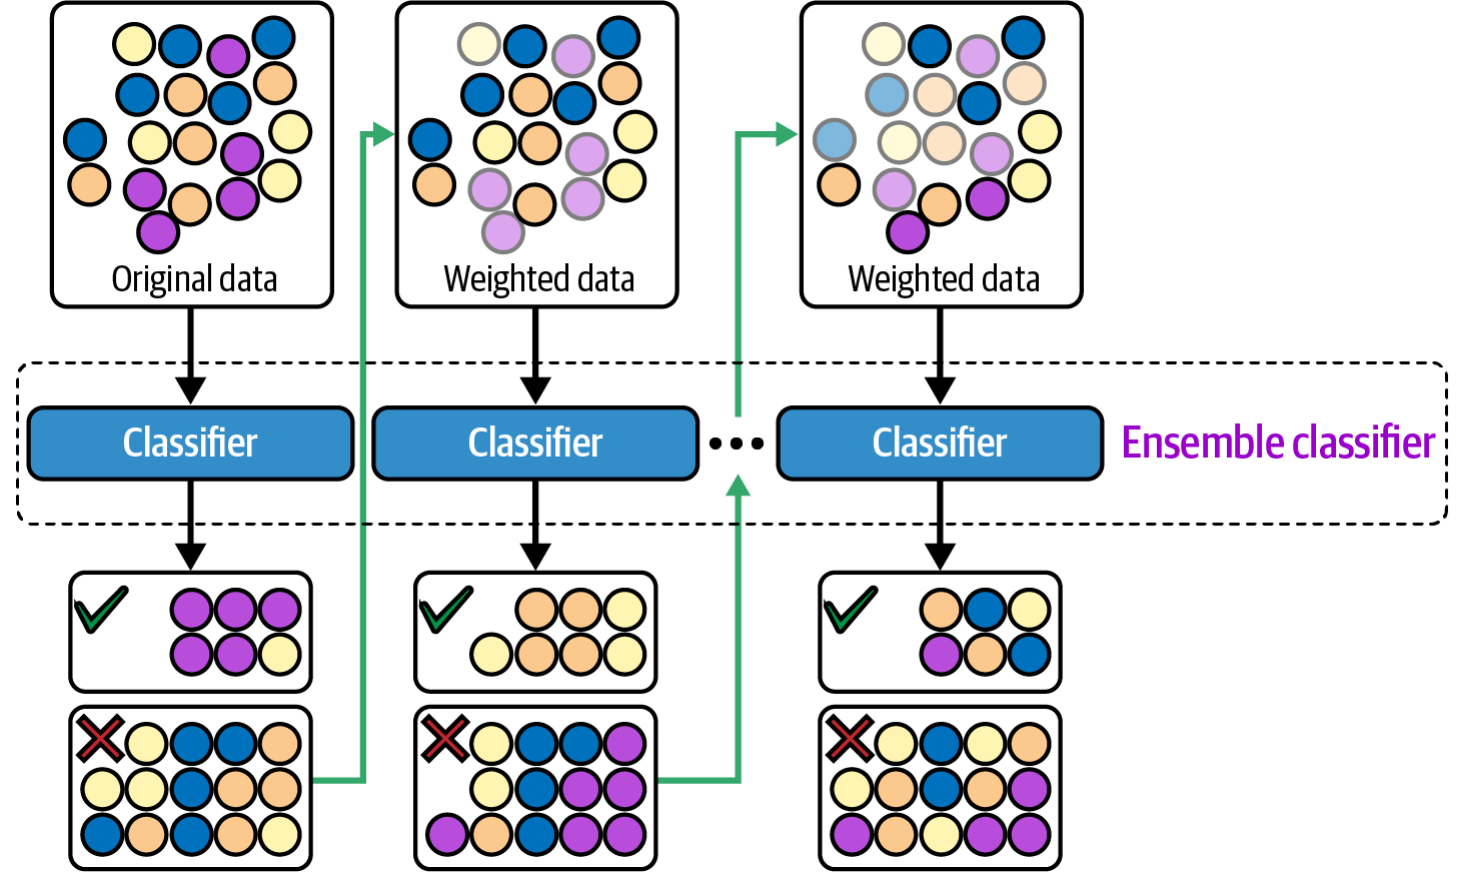 Original data
Weighted data
Weighted data
Classifier
Classifier
Classifier
Ensemble classifier